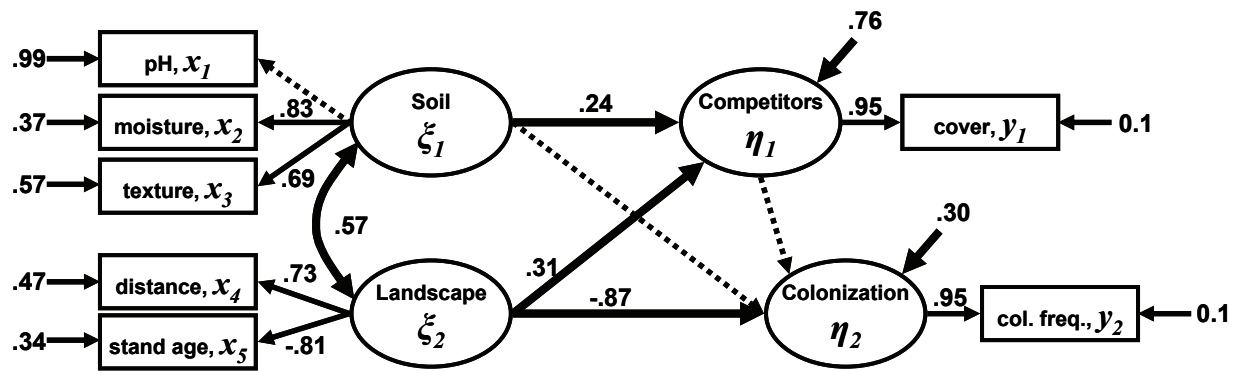 .99
pH, x1
.37
moisture, x2
.83
.57
texture, x3
.69
Soil
ξ1
.57
.47
distance, x4
.73
.34
stand age, x5
-.81
Landscape
ξ2
.24
.31
-.87
.76
Competitors
η1
.95
cover, y1
0.1
.30
Colonization
η2
.95
col. freq., y2
0.1